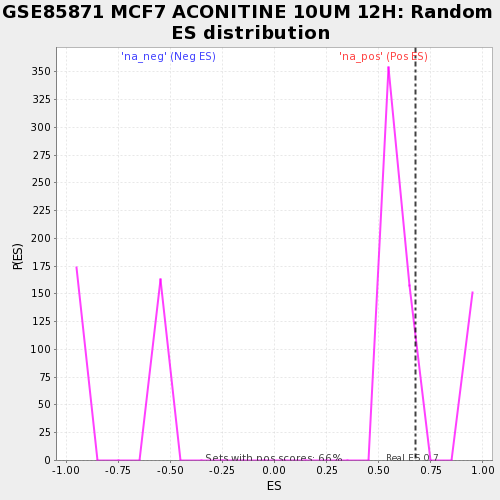 GSE85871 MCF7 ACONITINE 10UM 12H: Random
ES distribution
'na_neg' (Neg ES)
'na_pos' (Pos ES)
350
325
300
275
250
225
200
175
150
125
100
75
50
25
0
P(ES)
Sets with pos scores: 66%
Real ES 0.7
-1.00 -0.75 -0.50 -0.25 0.00 0.25 0.50 0.75 1.00
ES